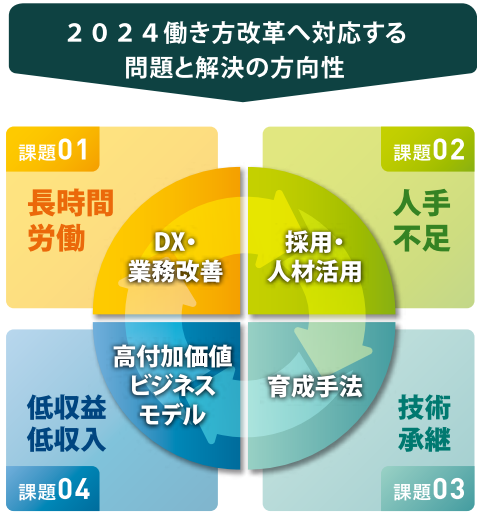 ２０２４働き方改革へ対応する
問題と解決の方向性
課題01
長時間
労働
DX・
業務改善
課題02
人手
不足
採用・
人材活用
課題03
技術
承継
育成手法
課題04
低収益
低収入
高付加価値
ビジネス
モデル